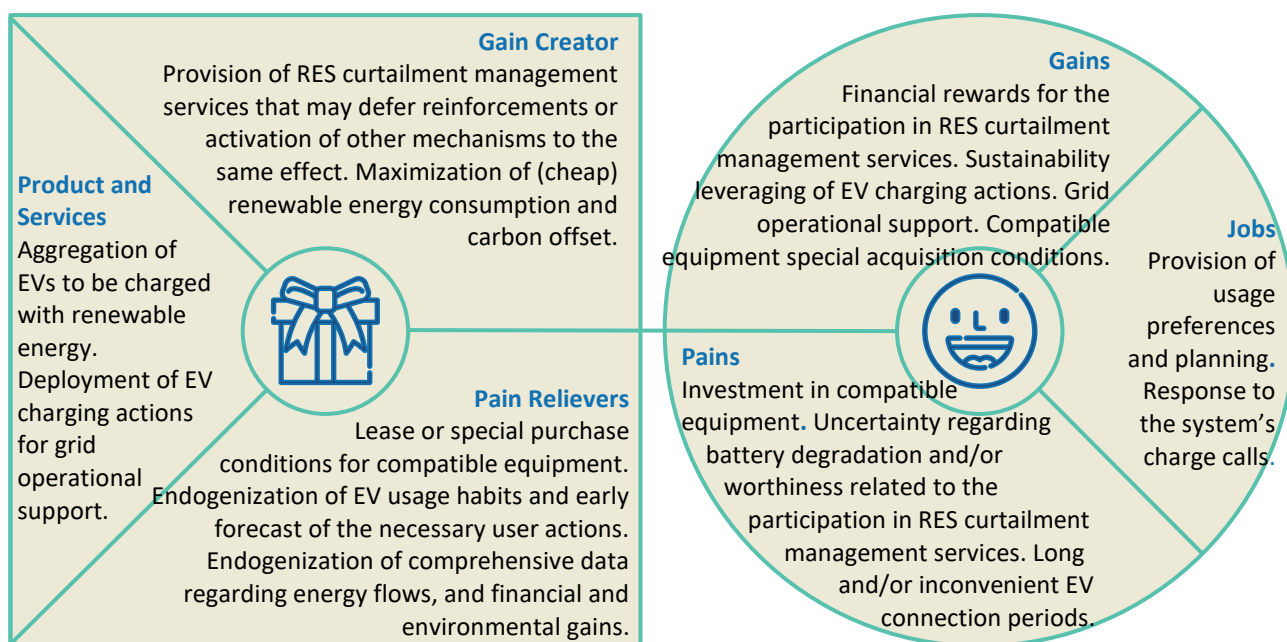 Gain Creator
Provision of RES curtailment management
services that may defer reinforcements or
activation of other mechanisms to the
same effect. Maximization of (cheap)
renewable energy consumption and
carbon offset.
Product and
Services
Aggregation of
EVs to be charged
with renewable
energy.
Deployment of EV
charging actions
for grid
operational
support.
Pain Relievers
Lease or special purchase
conditions for compatible equipment.
Endogenization of EV usage habits and early
forecast of the necessary user actions.
Endogenization of comprehensive data
regarding energy flows, and financial and
environmental gains.
Gains
Financial rewards for the
participation in RES curtailment
management services. Sustainability
leveraging of EV charging actions. Grid
operational support. Compatible
equipment special acquisition conditions.
Pains
Investment in compatible
equipment. Uncertainty regarding
battery degradation and/or
worthiness related to the
participation in RES curtailment
management services. Long
and/or inconvenient EV
connection periods.
Jobs
Provision of
usage
preferences
and planning.
Response to
the system’s
charge calls.